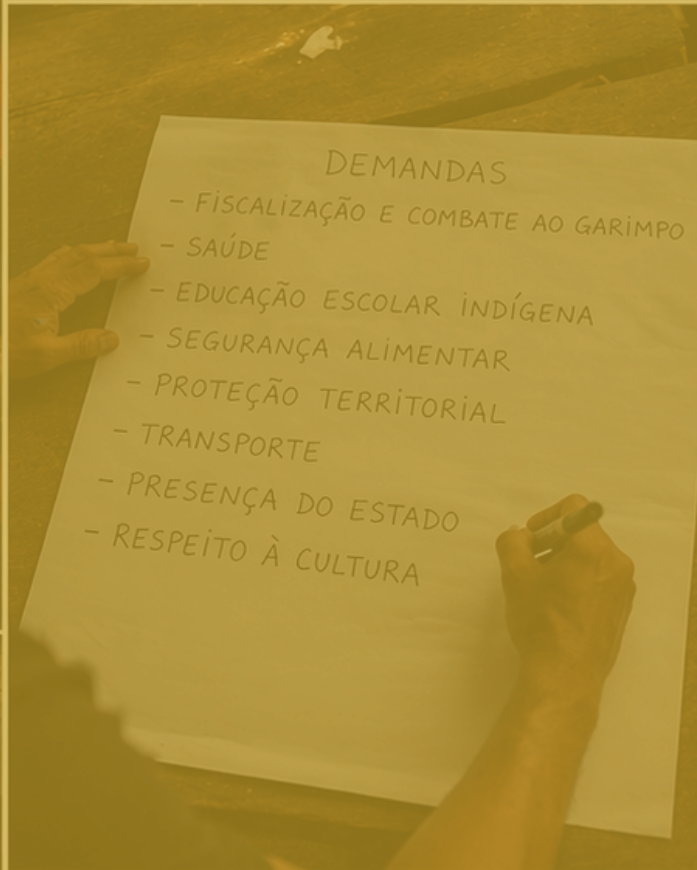 DEMANDAS
- FISCALIZAÇÃO E COMBATE AO GARIMPO
- SAÚDE
- EDUCAÇÃO ESCOLAR INDÍGENA
- SEGURANÇA ALIMENTAR
- PROTEÇÃO TERRITORIAL
- TRANSPORTE
- PRESENÇA DO ESTADO
- RESPEITO À CULTURA